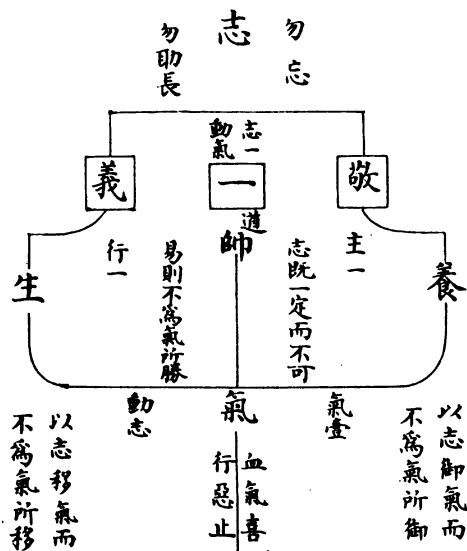 志
勿忘
勿助長
志一
動氣
敬
一
義
道
帥
主一
志既一定而不可
易則不爲氣所勝
行一
養
生
氣
氣壹
動志
血氣喜
行惡止
以志御氣而
不爲氣所御
以志移氣而
不爲氣所移